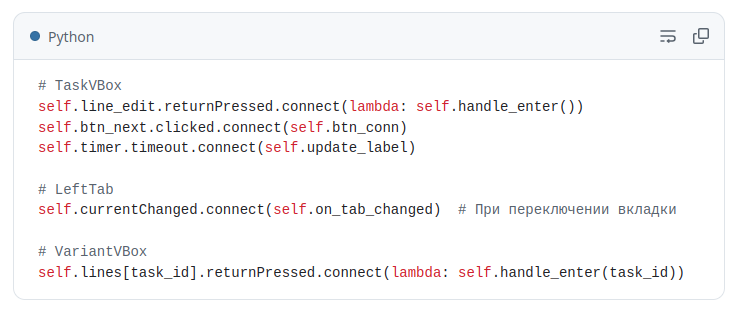 Python
# TaskVBox
self.line_edit.returnPressed.connect(lambda: self.handle_enter())
self.btn_next.clicked.connect(self.btn_conn)
self.timer.timeout.connect(self.update_label)
# LeftTab
self.currentChanged.connect(self.on_tab_changed)  # При переключении вкладки
# VariantVBox
self.lines[task_id].returnPressed.connect(lambda: self.handle_enter(task_id))